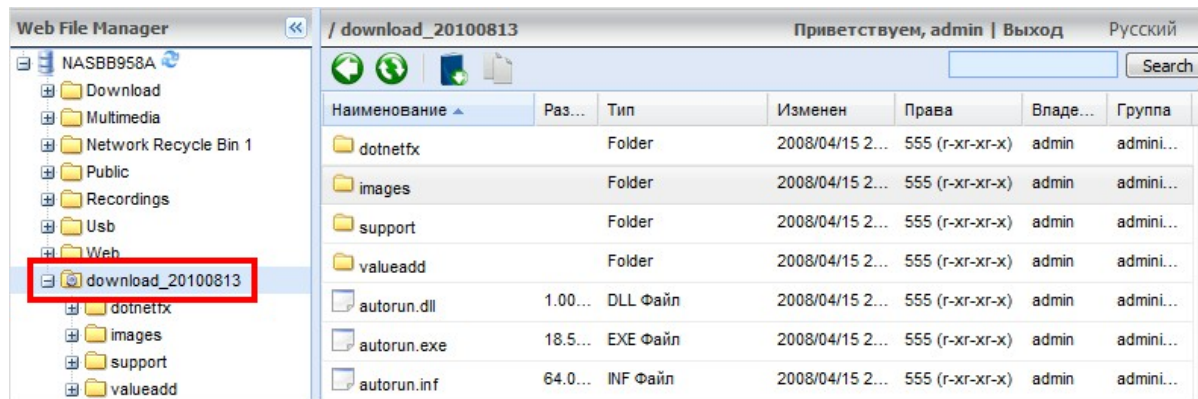 Web File Manager
/ download_20100813
Приветствуем, admin | Выход
Русский
NASBB958A
Download
Multimedia
Network Recycle Bin 1
Public
Recordings
Usb
Web
download_20100813
dotnetfx
images
support
valueadd
Search
Наименование Раз... Тип Изменен Права Владе... Группа
dotnetfx Folder 2008/04/15 2... 555 (r-xr-xr-x) admin admini...
images Folder 2008/04/15 2... 555 (r-xr-xr-x) admin admini...
support Folder 2008/04/15 2... 555 (r-xr-xr-x) admin admini...
valueadd Folder 2008/04/15 2... 555 (r-xr-xr-x) admin admini...
autorun.dll 1.00... DLL Файл 2008/04/15 2... 555 (r-xr-xr-x) admin admini...
autorun.exe 18.5... EXE Файл 2008/04/15 2... 555 (r-xr-xr-x) admin admini...
autorun.inf 64.0... INF Файл 2008/04/15 2... 555 (r-xr-xr-x) admin admini...